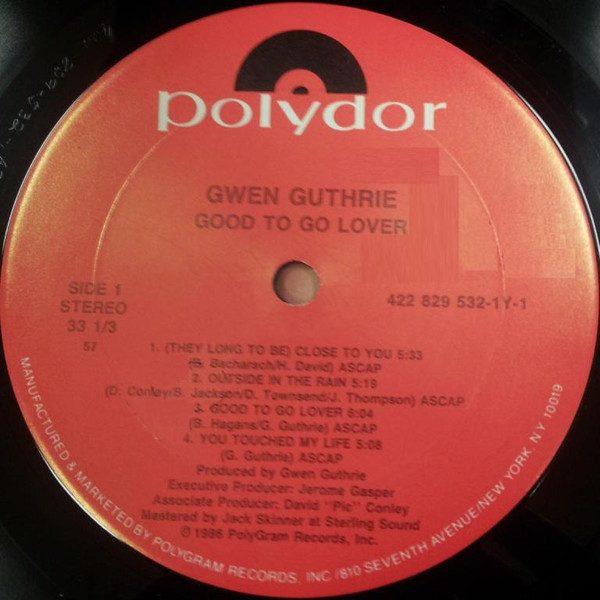 polydor
GWEN GUTHRIE
GOOD TO GO LOVER
SIDE 1
STEREO
33 1/3
57
422 829 532-1Y-1
1. (THEY LONG TO BE) CLOSE TO YOU 5:33
(B. Bacharach/H. David) ASCAP
2. OUTSIDE IN THE RAIN 5:19
(D. Conley/B. Jackson/D. Townsend/J. Thompson) ASCAP
3. GOOD TO GO LOVER 6:04
(B. Hagans/G. Guthrie) ASCAP
4. YOU TOUCHED MY LIFE 5:08
(G. Guthrie) ASCAP
Produced by Gwen Guthrie
Executive Producer: Jerome Gasper
Associate Producer: David "Pic" Conley
Mastered by Jack Skinner at Sterling Sound
℗ 1986 PolyGram Records, Inc.
MANUFACTURED & MARKETED BY POLYGRAM RECORDS, INC./810 SEVENTH AVENUE/NEW YORK, NY 10019